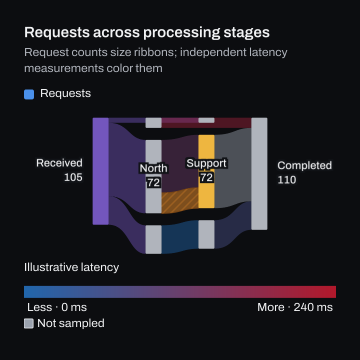 Requests across processing stages
Request counts size ribbons; independent latency
measurements color them
Requests
Received
105
North
72
Support
72
Completed
110
Illustrative latency
Less · 0 ms
More · 240 ms
Not sampled